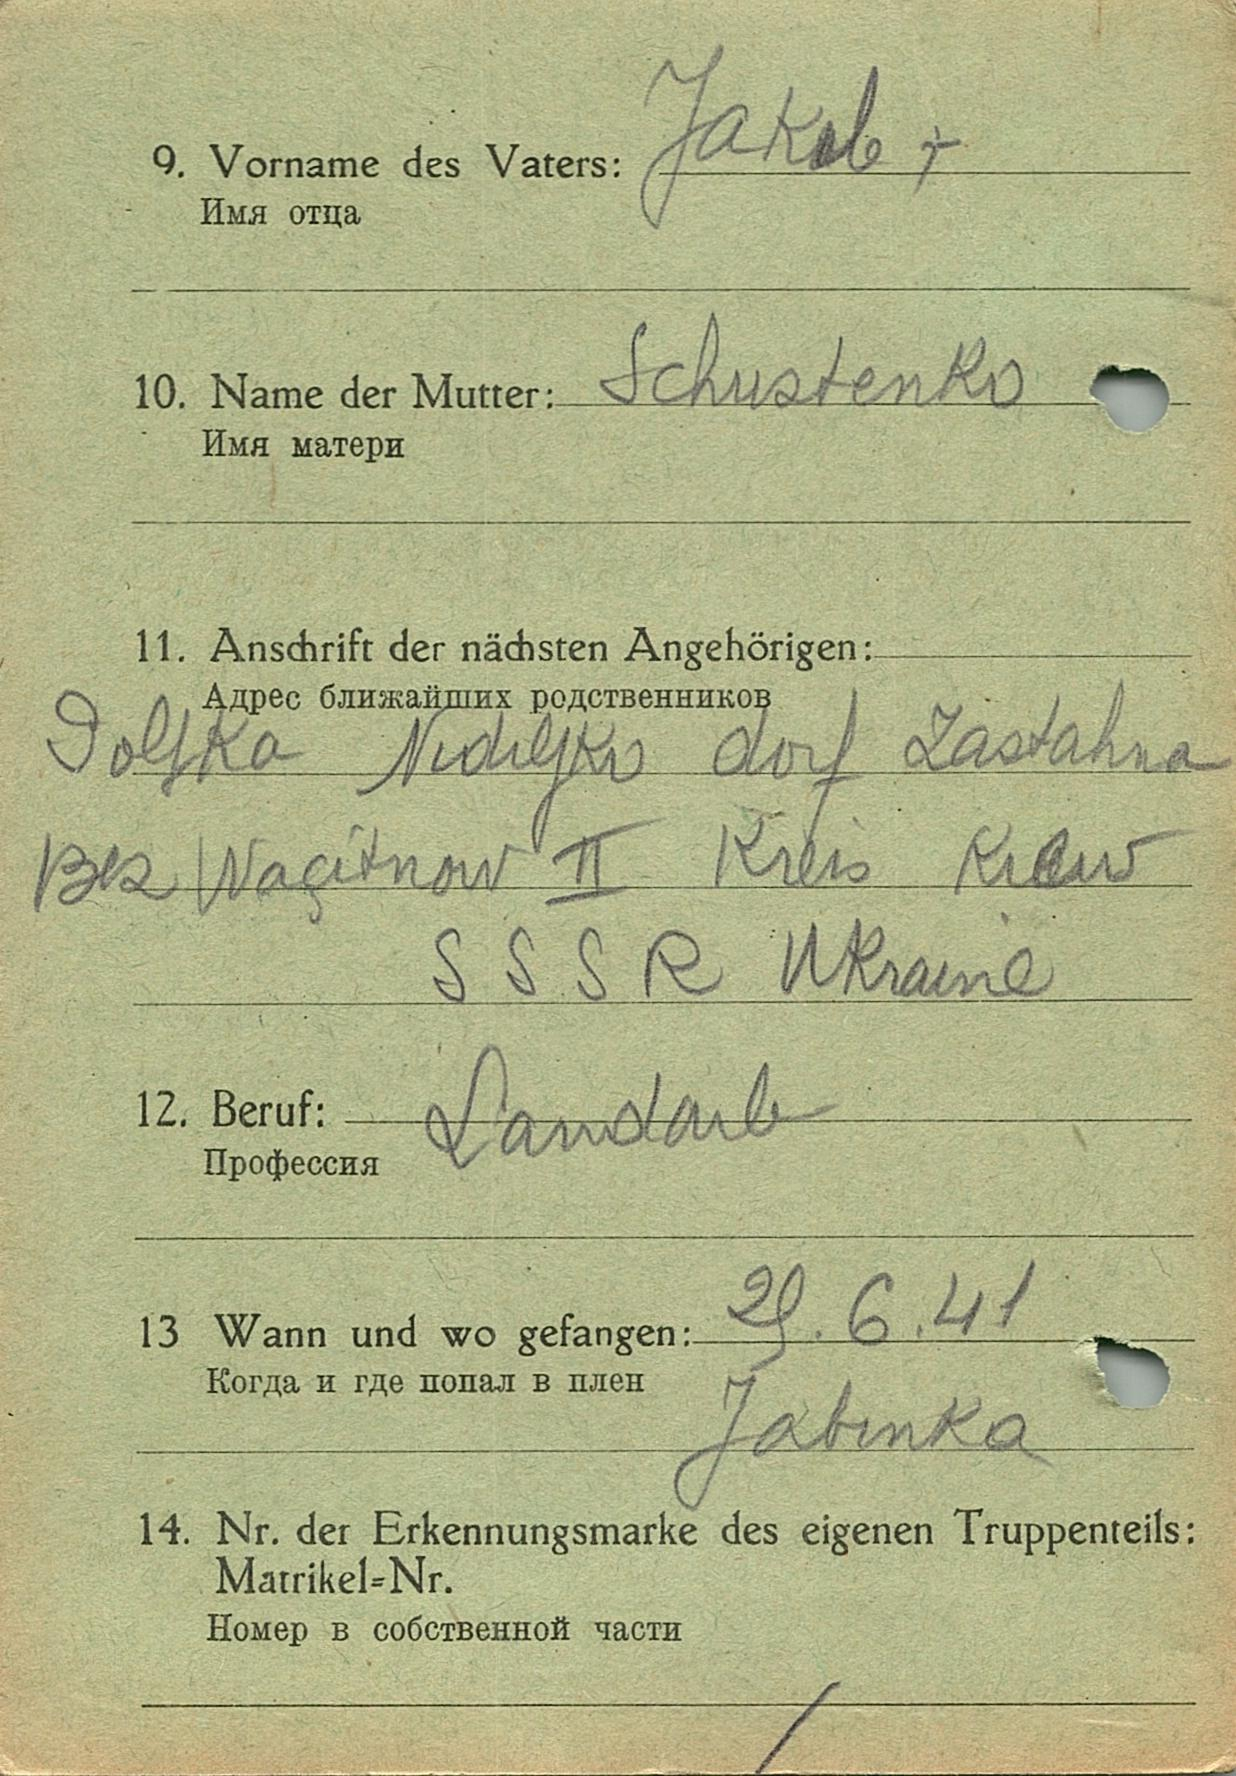 9. Vorname des Vaters: Jakob +
Имя отца
10. Name der Mutter: Schustenko
Имя матери
11. Anschrift der nächsten Angehörigen:
Адрес ближайших родственников
Doljka Nediljko dorf Zastahna
Bez Wagitnow II Kreis Kiew
S S S R Ukraine
12. Beruf: Landarb
Профессия
13 Wann und wo gefangen: 29.6.41
Когда и где попал в плен
Jabinka
14. Nr. der Erkennungsmarke des eigenen Truppenteils:
Matrikel=Nr.
Номер в собственной части
/